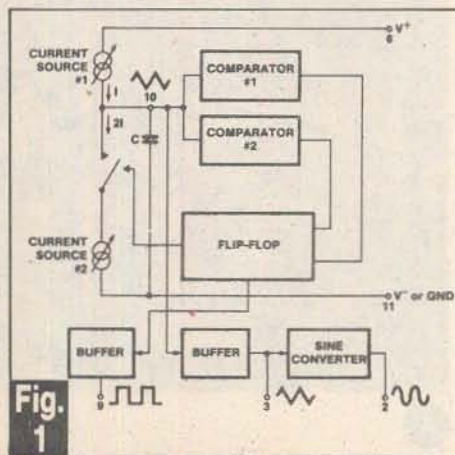 V+
6
CURRENT
SOURCE
#1
I
10
2I
C
COMPARATOR
#1
COMPARATOR
#2
FLIP-FLOP
CURRENT
SOURCE
#2
V- or GND
11
BUFFER
BUFFER
SINE
CONVERTER
9
3
2
Fig.
1